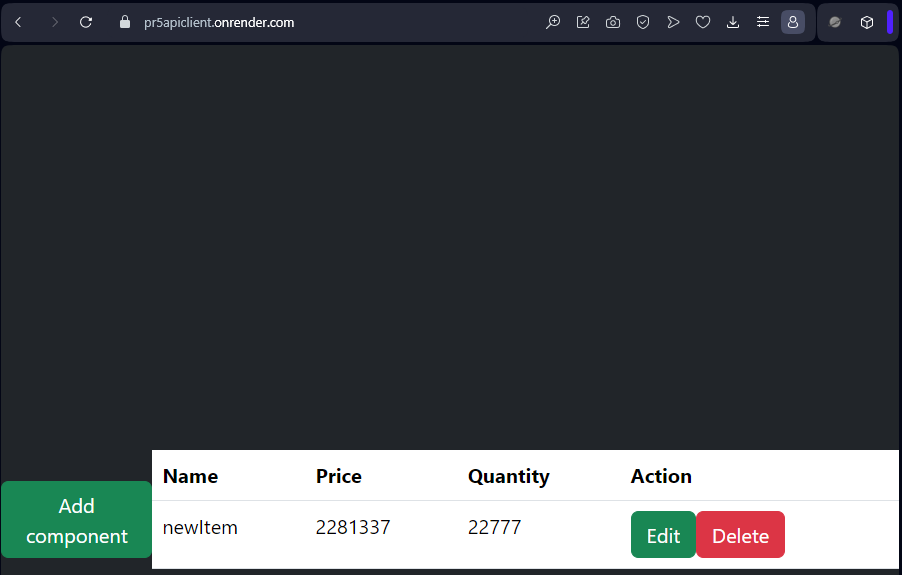 pr5apiclient.onrender.com
Name Price Quantity Action
Add
component
newItem 2281337 22777 Edit Delete